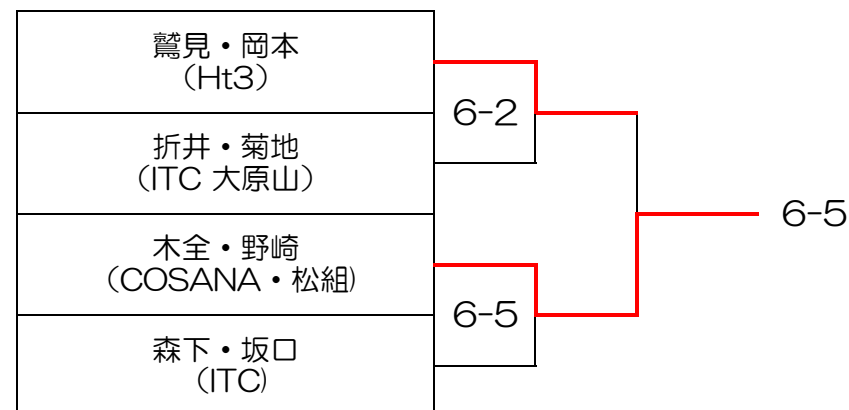 鷲見・岡本
（Ht3）
6-2
折井・菊地
（ITC 大原山）
6-5
木全・野崎
（COSANA・松組）
6-5
森下・坂口
（ITC）